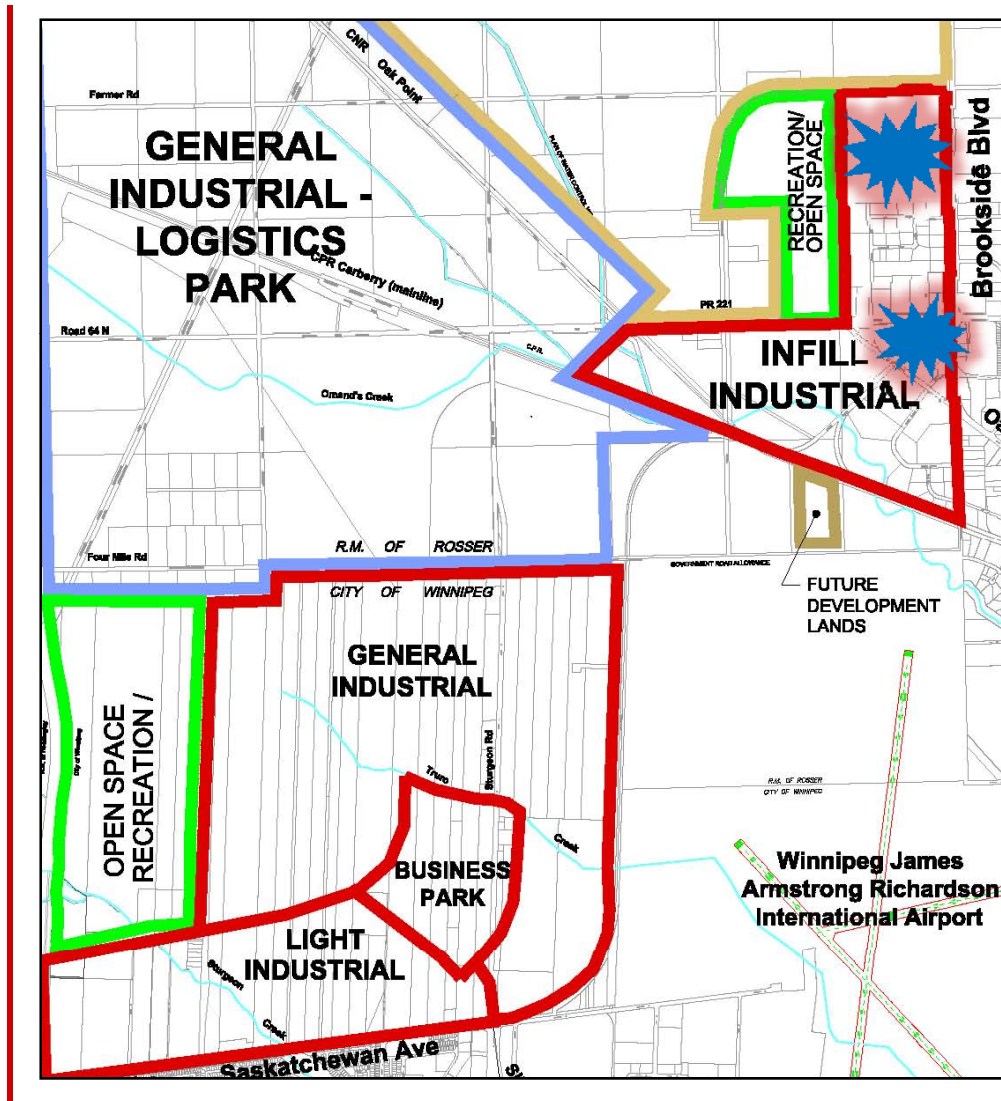 CNR Oak Point
Farmer Rd
GENERAL
INDUSTRIAL -
LOGISTICS
PARK
CPR Carberry (mainline)
RECREATION/
OPEN SPACE
Brookside Blvd
PR 221
Road 64 N
C.P.R.
INFILL
INDUSTRIAL
Omand's Creek
R.M. OF ROSSER
Four Mile Rd
GOVERNMENT ROAD ALLOWANCE
CITY OF WINNIPEG
FUTURE
DEVELOPMENT
LANDS
GENERAL
INDUSTRIAL
OPEN SPACE
RECREATION /
City of Winnipeg
Sturgeon Rd
Truro
Creek
R.M. OF ROSSER
CITY OF WINNIPEG
BUSINESS
PARK
Winnipeg James
Armstrong Richardson
International Airport
LIGHT
INDUSTRIAL
Sturgeon
Creek
Saskatchewan Ave